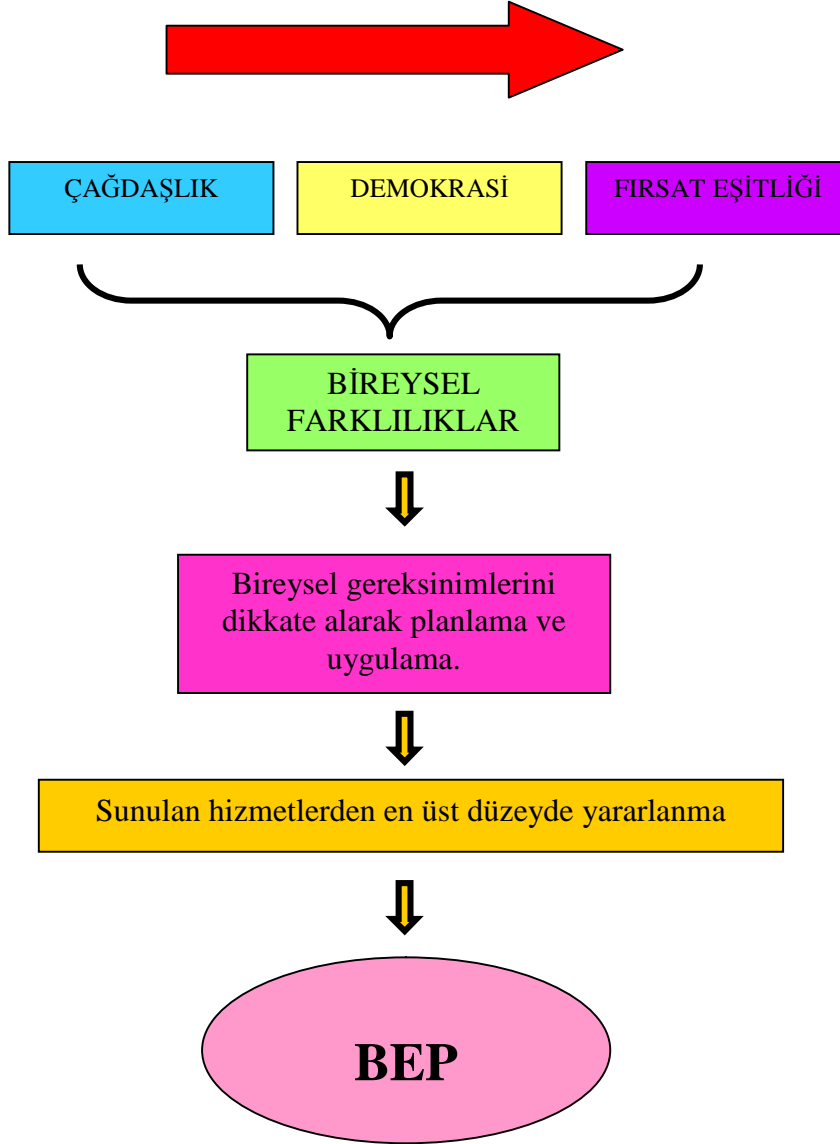 ÇAĞDAŞLIK
DEMOKRASİ
FIRSAT EŞİTLİĞİ
BİREYSEL
FARKLILIKLAR
Bireysel gereksinimlerini
dikkate alarak planlama ve
uygulama.
Sunulan hizmetlerden en üst düzeyde yararlanma
BEP